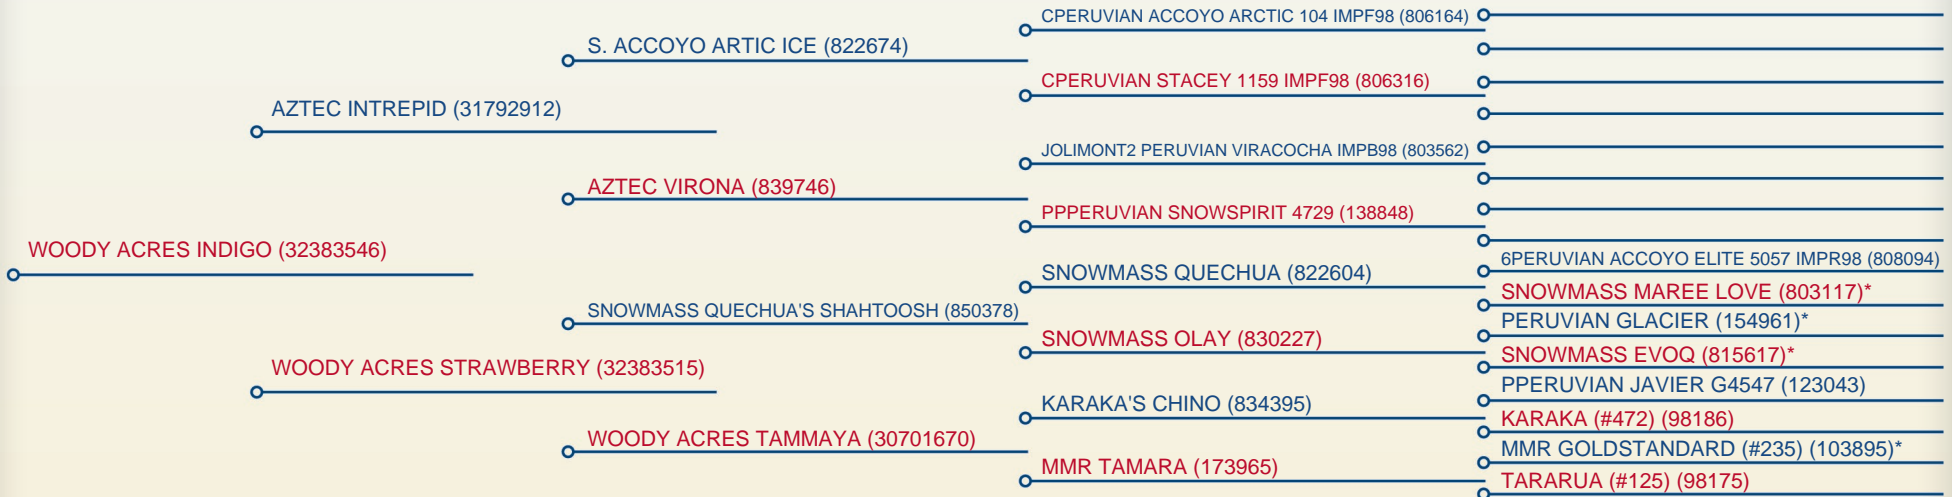 CPERUVIAN ACCOYO ARCTIC 104 IMPF98 (806164)
S. ACCOYO ARTIC ICE (822674)
CPERUVIAN STACEY 1159 IMPF98 (806316)
AZTEC INTREPID (31792912)
JOLIMONT2 PERUVIAN VIRACOCHA IMPB98 (803562)
AZTEC VIRONA (839746)
PPPERUVIAN SNOWSPIRIT 4729 (138848)
WOODY ACRES INDIGO (32383546)
6PERUVIAN ACCOYO ELITE 5057 IMPR98 (808094)
SNOWMASS QUECHUA (822604)
SNOWMASS MAREE LOVE (803117)*
SNOWMASS QUECHUA'S SHAHTOOSH (850378)
PERUVIAN GLACIER (154961)*
SNOWMASS OLAY (830227)
SNOWMASS EVOQ (815617)*
WOODY ACRES STRAWBERRY (32383515)
PPERUVIAN JAVIER G4547 (123043)
KARAKA'S CHINO (834395)
KARAKA (#472) (98186)
WOODY ACRES TAMMAYA (30701670)
MMR GOLDSTANDARD (#235) (103895)*
MMR TAMARA (173965)
TARARUA (#125) (98175)